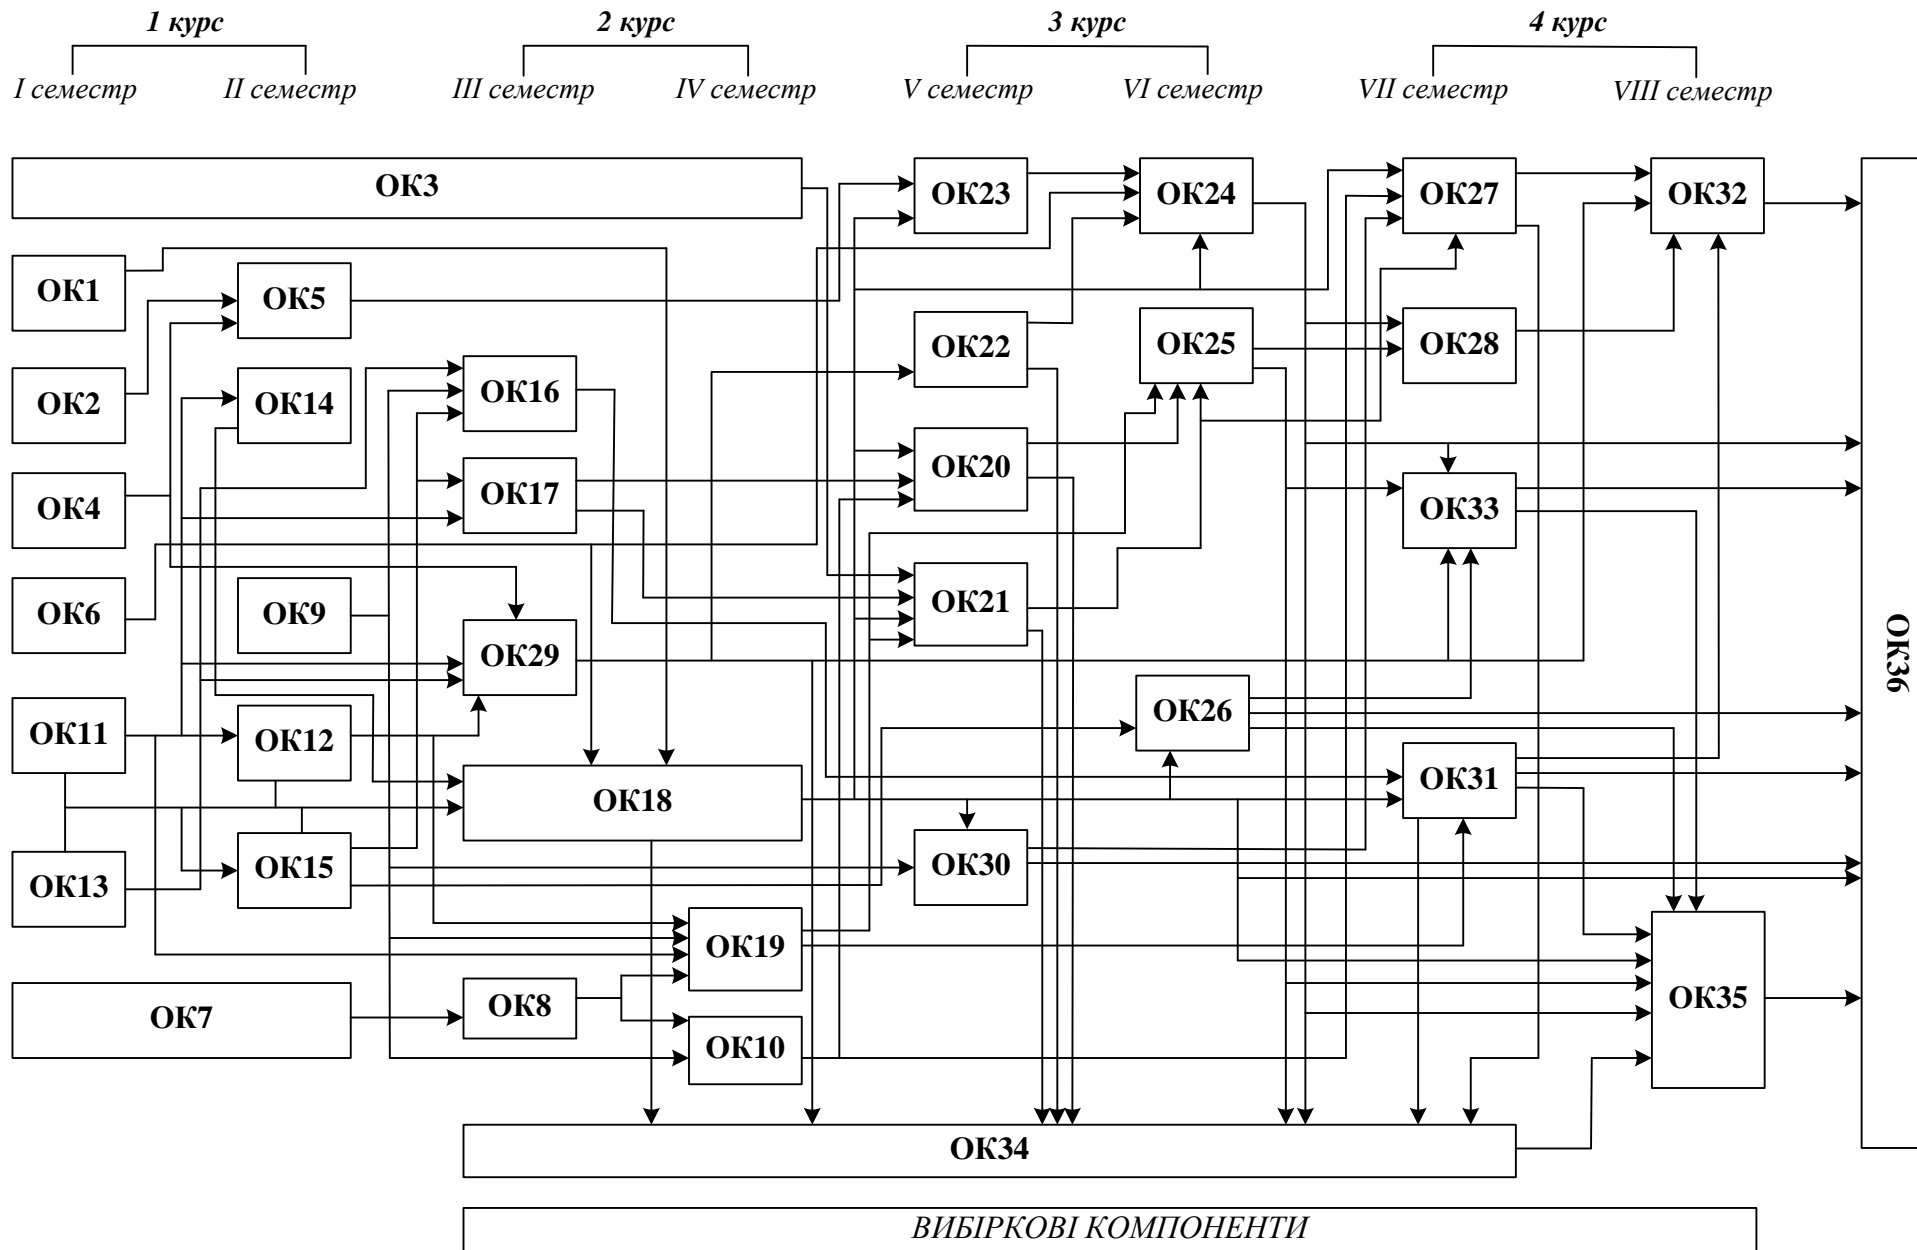 1 курс 2 курс 3 курс 4 курс
I семестр II семестр III семестр IV семестр V семестр VI семестр VII семестр VIII семестр
ОК3
ОК23
ОК24
ОК27
ОК32
ОК1
ОК5
ОК22
ОК25
ОК28
ОК2
ОК14
ОК16
ОК20
ОК4
ОК17
ОК33
ОК6
ОК9
ОК29
ОК21
ОК36
ОК11
ОК12
ОК26
ОК18
ОК31
ОК13
ОК15
ОК30
ОК19
ОК7
ОК8
ОК10
ОК35
ОК34
ВИБІРКОВІ КОМПОНЕНТИ